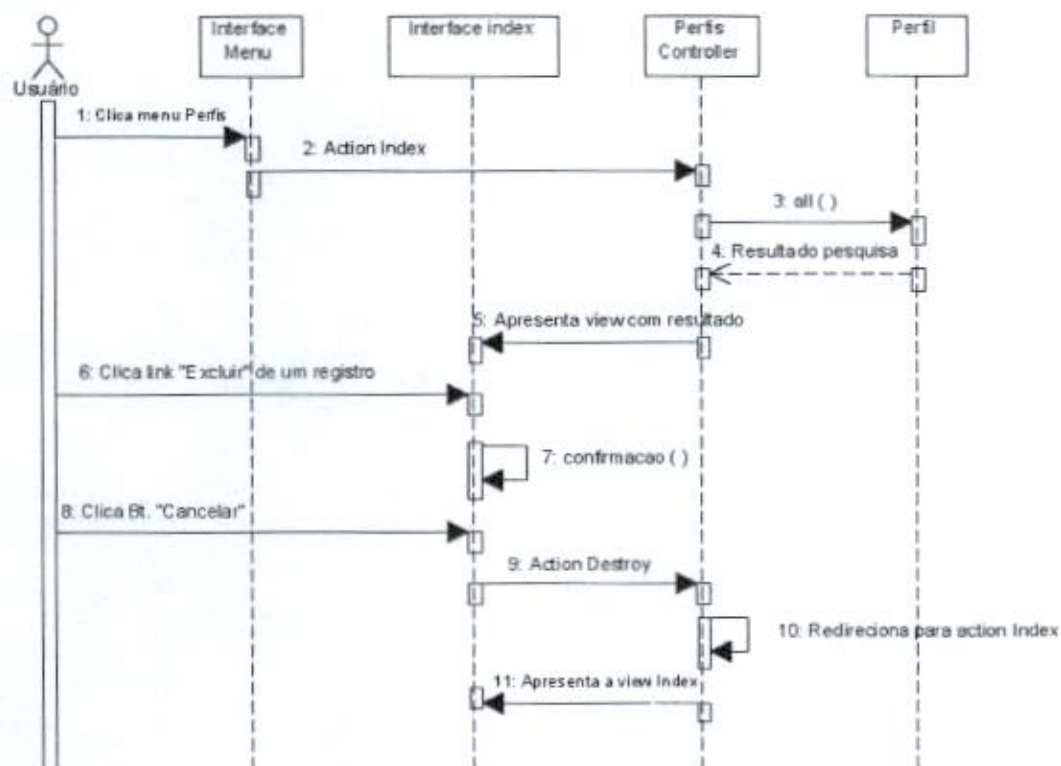 Interface
Menu
Interface index
Perfis
Controller
Perfil
Usuário
1: Clica menu Perfis
2: Action Index
3: all ( )
4: Resultado pesquisa
5: Apresenta view com resultado
6: Clica link "Excluir" de um registro
7: confirmacao ( )
8: Clica Bt. "Cancelar"
9: Action Destroy
10: Redireciona para action Index
11: Apresenta a view Index